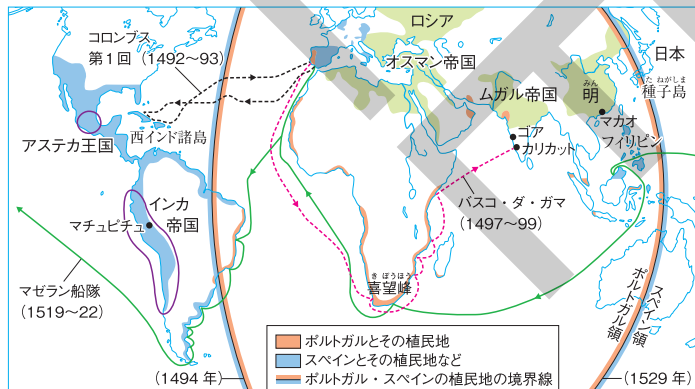 ロシア
コロンブス
第1回(1492〜93)
オスマン帝国
日本
たねがしま
種子島
ムガル帝国
みん
明
マカオ
ゴア
カリカット
フィリピン
西インド諸島
アステカ王国
インカ
帝国
マチュピチュ
バスコ・ダ・ガマ
(1497〜99)
マゼラン船隊
(1519〜22)
きぼうほう
喜望峰
スペイン領
ポルトガル領
ポルトガルとその植民地
スペインとその植民地など
ポルトガル・スペインの植民地の境界線
(1494年)
(1529年)